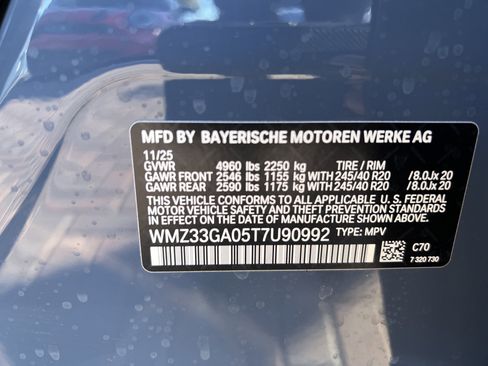 MFD BY BAYERISCHE MOTOREN WERKE AG
11/25
GVWR 4960 lbs 2250 kg TIRE / RIM
GAWR FRONT 2546 lbs 1155 kg WITH 245/40 R20 /8.0Jx 20
GAWR REAR 2590 lbs 1175 kg WITH 245/40 R20 /8.0Jx 20
THIS VEHICLE CONFORMS TO ALL APPLICABLE U.S. FEDERAL
MOTOR VEHICLE SAFETY AND THEFT PREVENTION STANDARDS
IN EFFECT ON THE DATE OF MANUFACTURE SHOWN ABOVE.
WMZ33GA05T7U90992 TYPE: MPV
C70
7 320 730